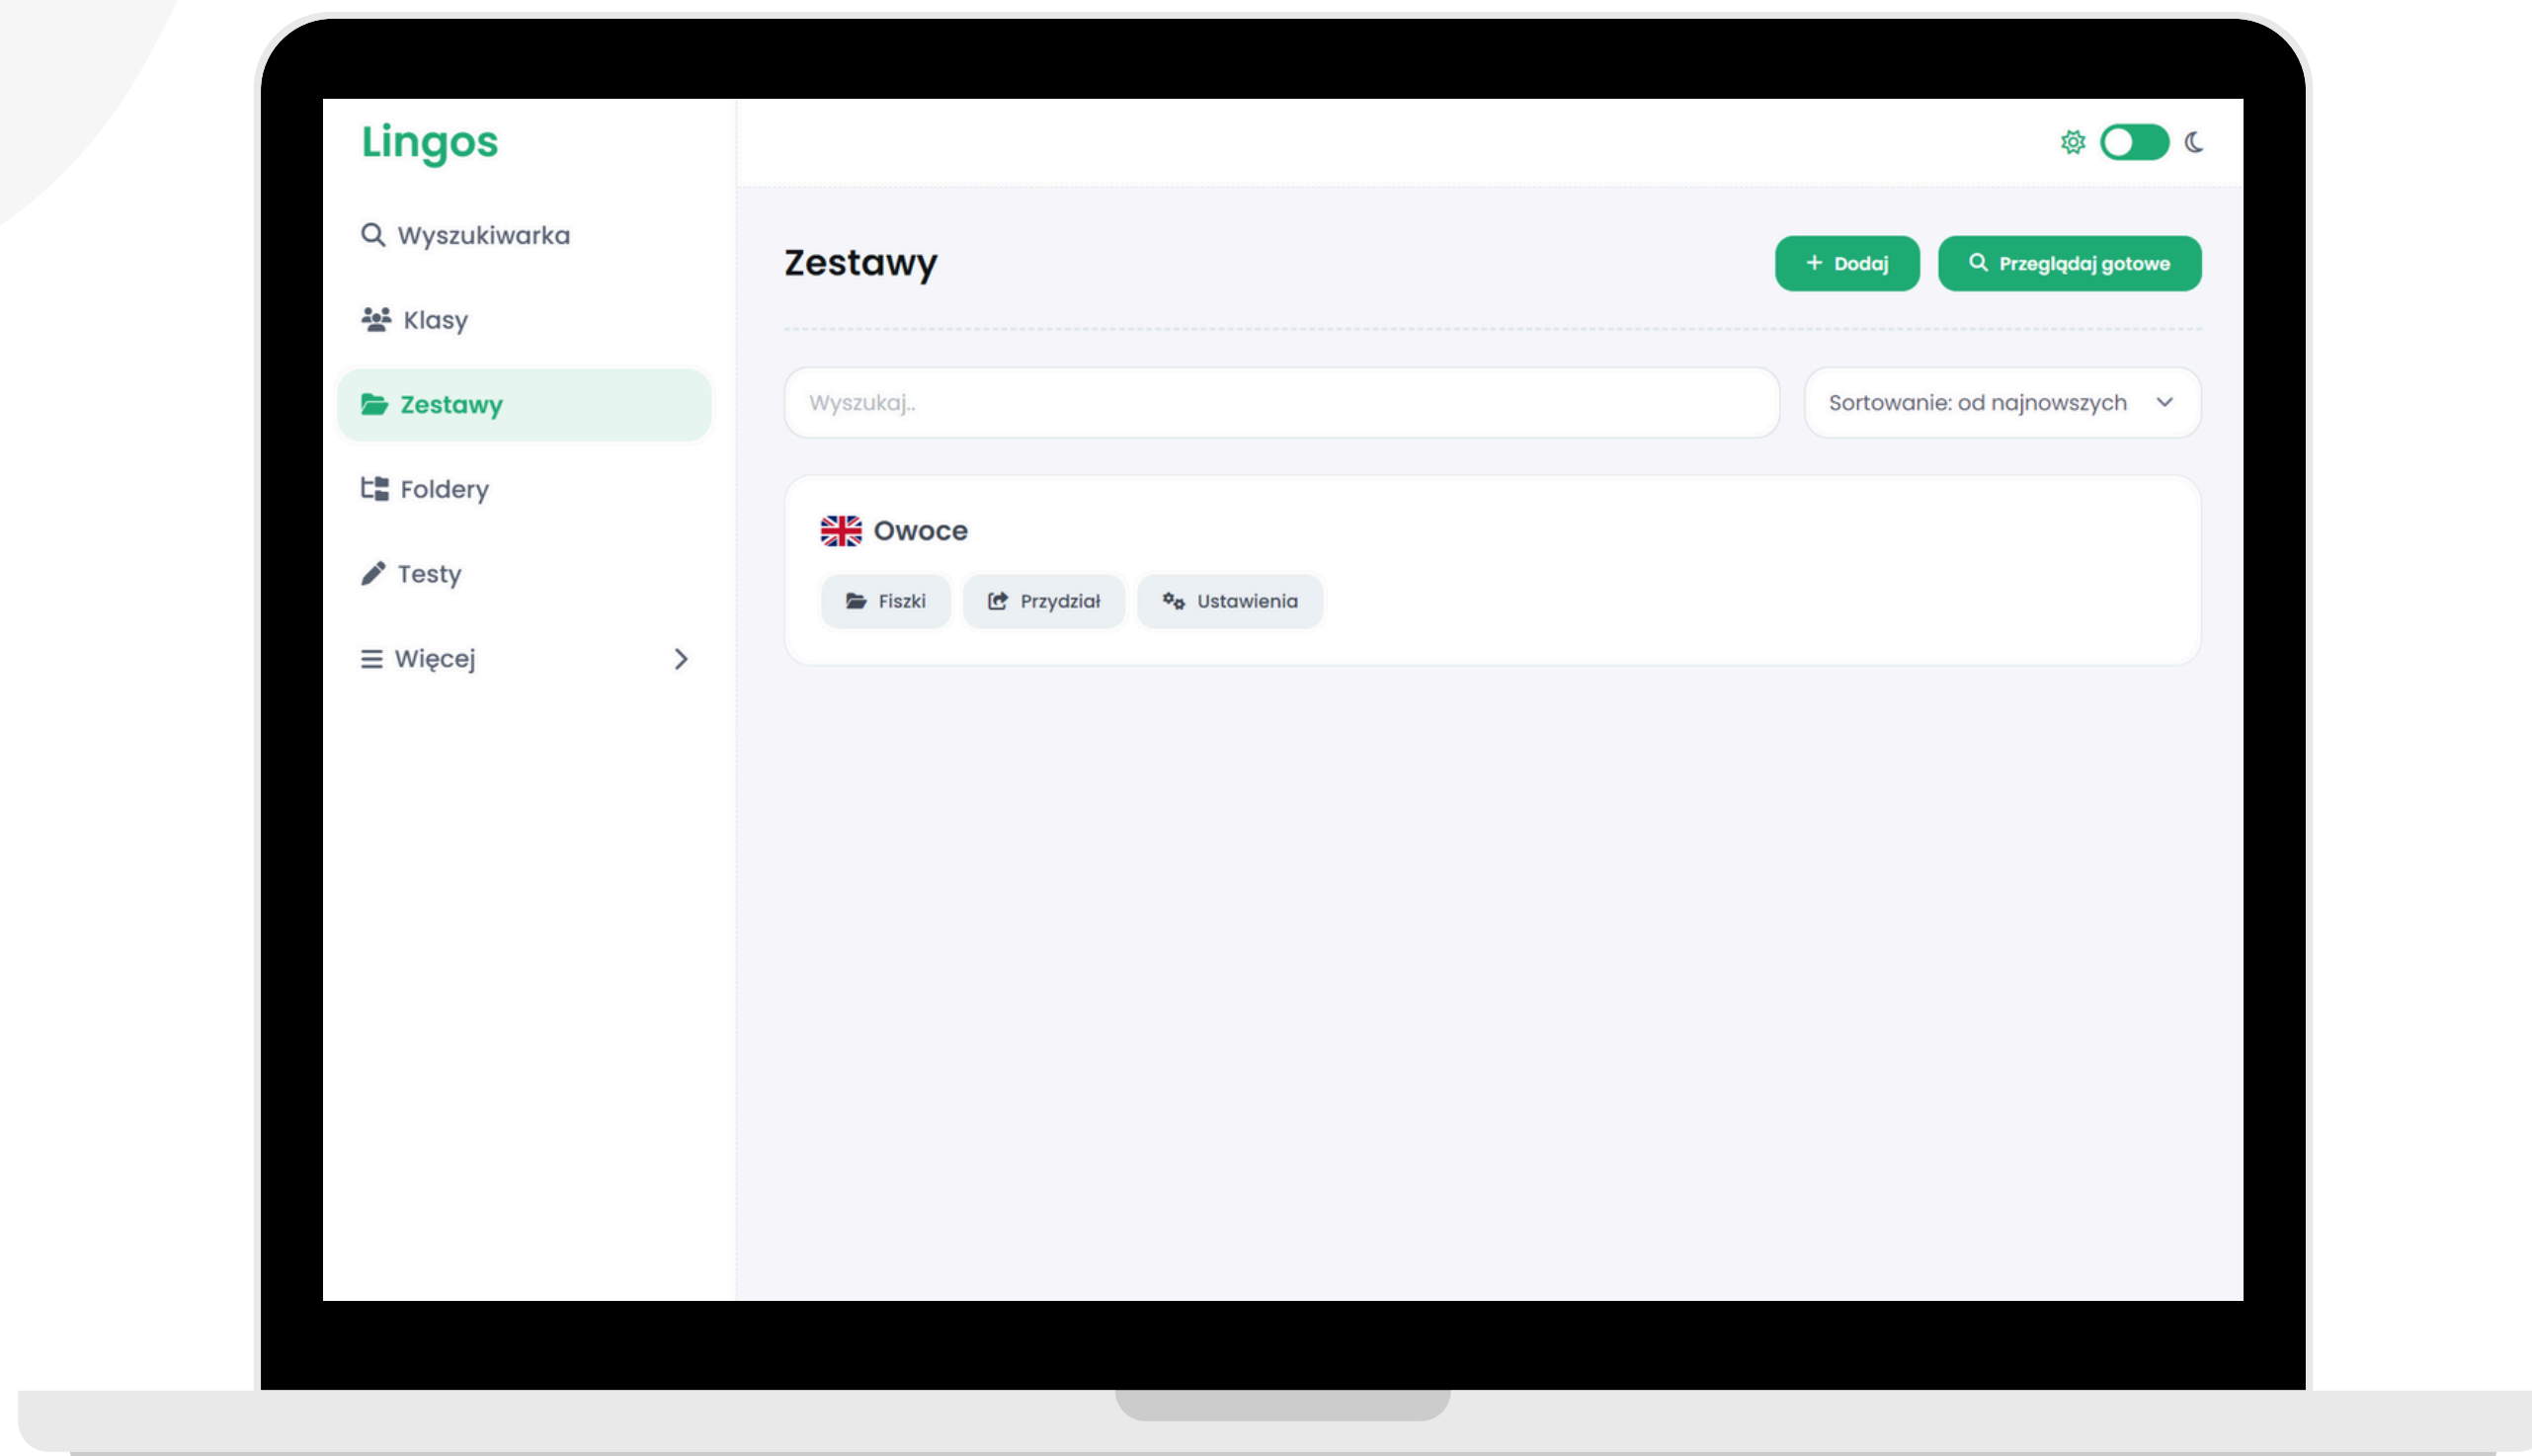 Lingos
Wyszukiwarka
Klasy
Zestawy
Foldery
Testy
Więcej
Zestawy
+ Dodaj
Przeglądaj gotowe
Wyszukaj..
Sortowanie: od najnowszych
Owoce
Fiszki
Przydział
Ustawienia